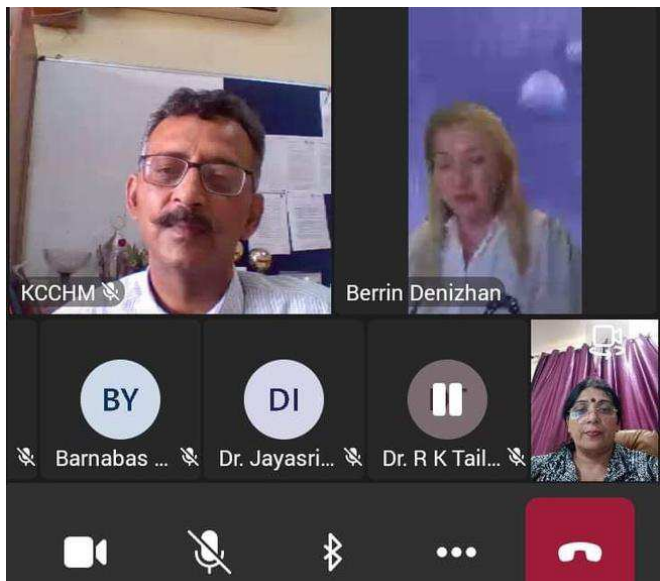 KCCHM
Berrin Denizhan
BY
DI
Barnabas ...
Dr. Jayasri...
Dr. R K Tail...